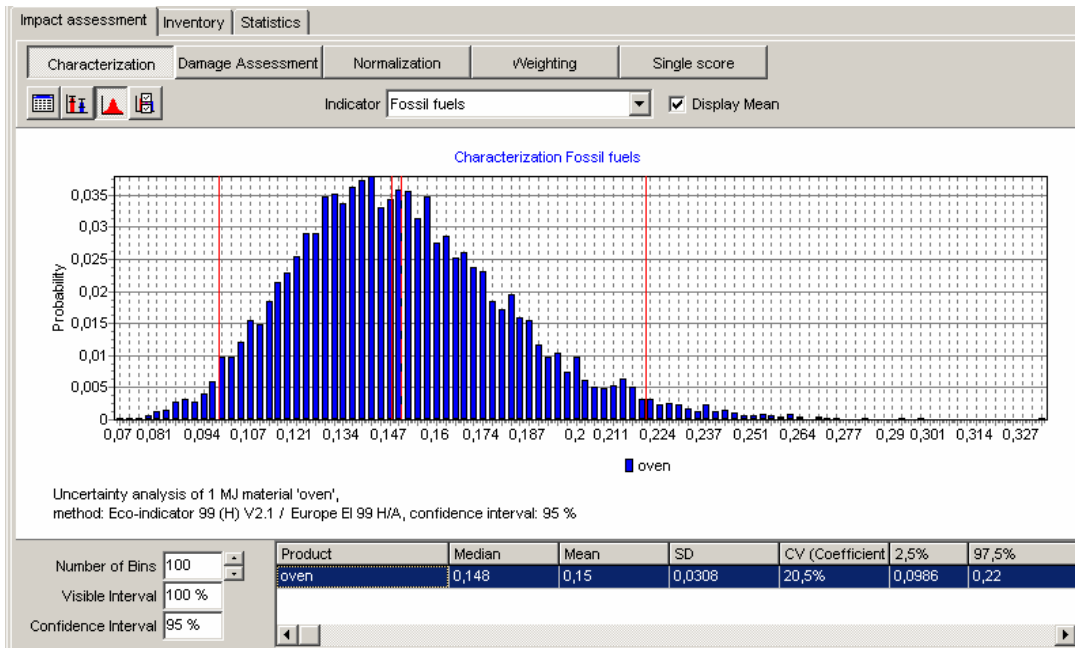 Impact assessment Inventory Statistics
Characterization Damage Assessment Normalization Weighting Single score
Indicator Fossil fuels Display Mean
Characterization Fossil fuels
Probability
0,035
0,03
0,025
0,02
0,015
0,01
0,005
0
0,07 0,081 0,094 0,107 0,121 0,134 0,147 0,16 0,174 0,187 0,2 0,211 0,224 0,237 0,251 0,264 0,277 0,29 0,301 0,314 0,327
oven
Uncertainty analysis of 1 MJ material 'oven',
method: Eco-indicator 99 (H) V2.1 / Europe EI 99 H/A, confidence interval: 95 %
Number of Bins 100
Visible Interval 100 %
Confidence Interval 95 %
Product Median Mean SD CV (Coefficient 2,5% 97,5%
oven 0,148 0,15 0,0308 20,5% 0,0986 0,22